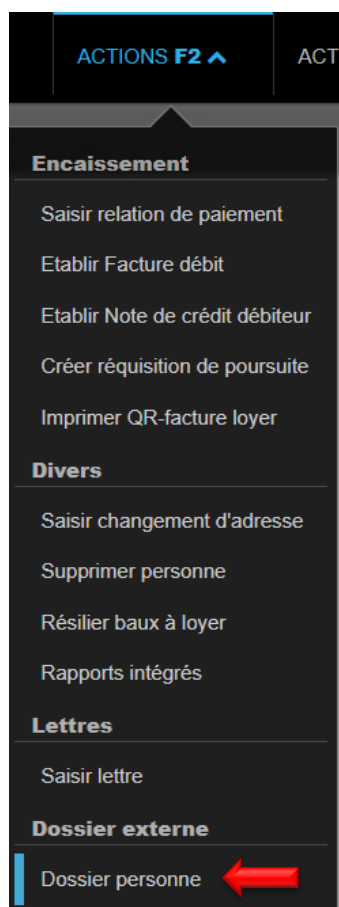 ACTIONS F2 ACT
Encaissement
Saisir relation de paiement
Etablir Facture débit
Etablir Note de crédit débiteur
Créer réquisition de poursuite
Imprimer QR-facture loyer
Divers
Saisir changement d'adresse
Supprimer personne
Résilier baux à loyer
Rapports intégrés
Lettres
Saisir lettre
Dossier externe
Dossier personne